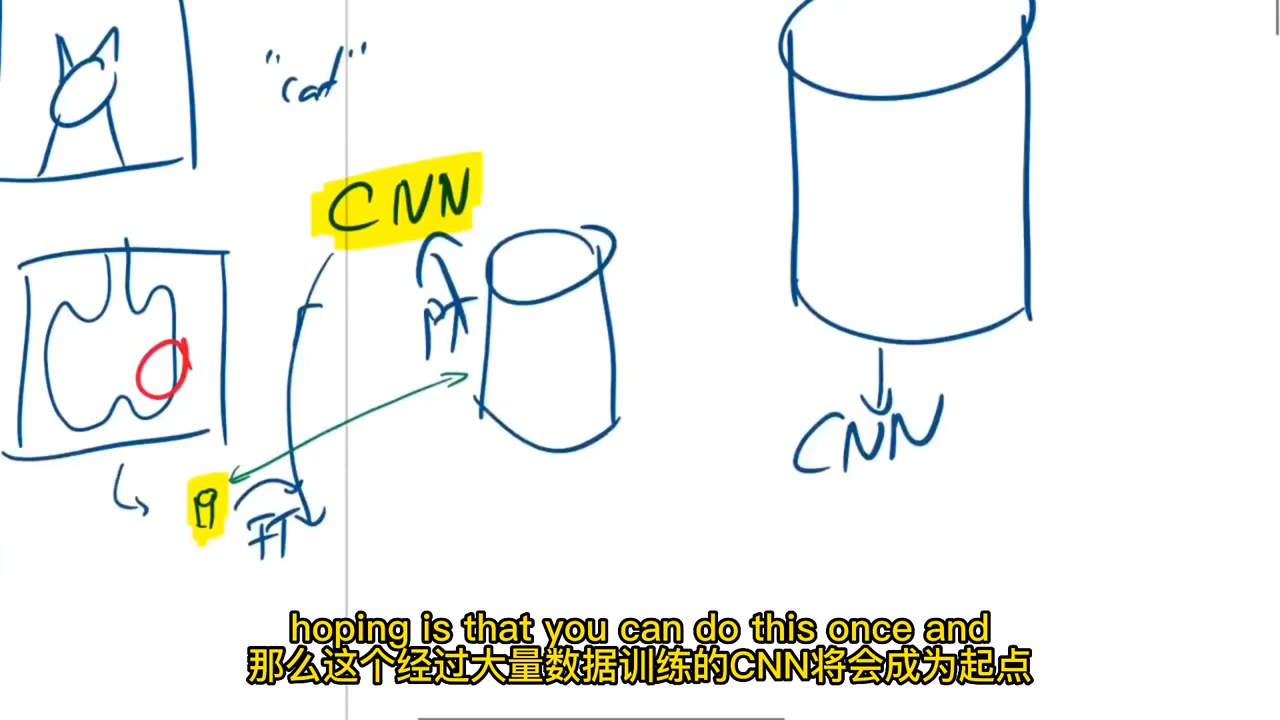 "cat"
CNN
PT
FT
CNN
hoping is that you can do this once and
那么这个经过大量数据训练的CNN将会成为起点